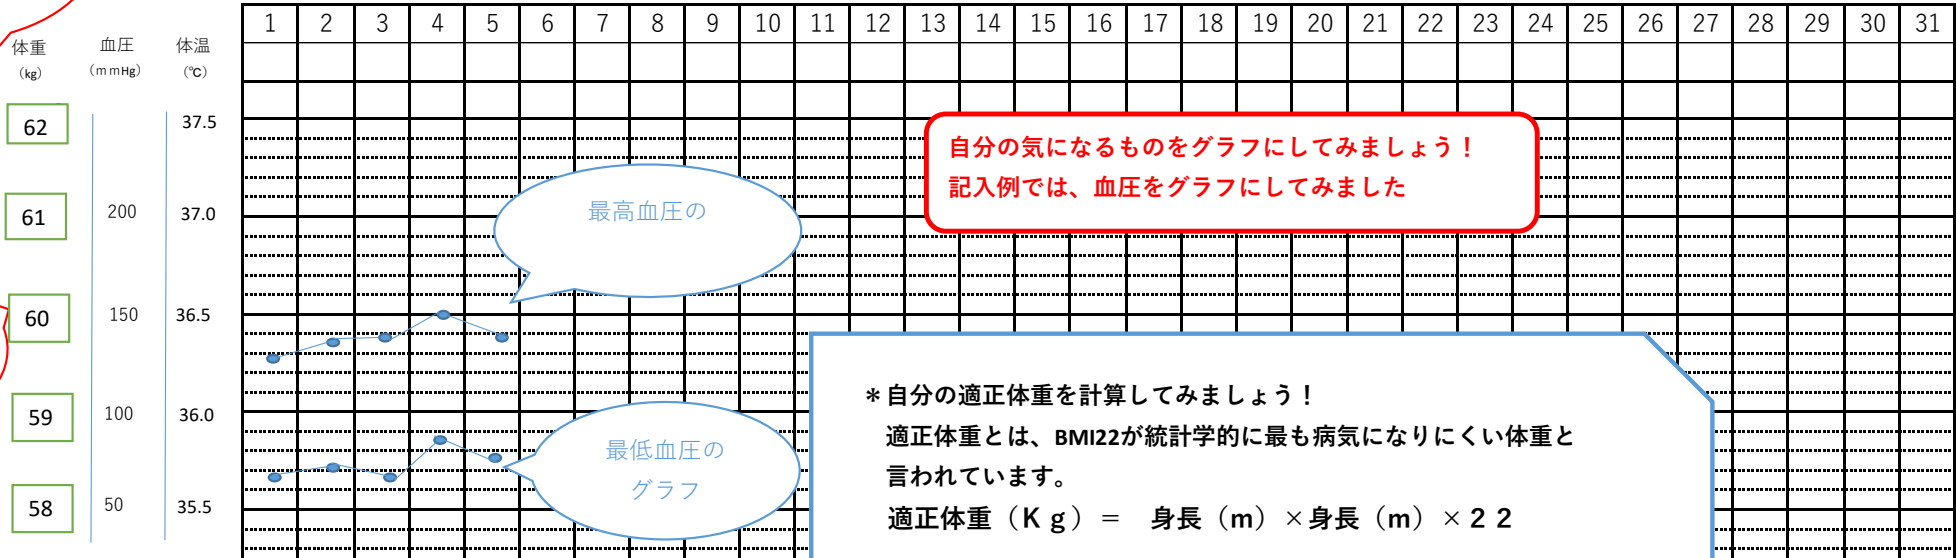 1 2 3 4 5 6 7 8 9 10 11 12 13 14 15 16 17 18 19 20 21 22 23 24 25 26 27 28 29 30 31
体重 血圧 体温
（kg） （ｍｍHg） （℃）
62 37.5
61 200 37.0
60 150 36.5
59 100 36.0
58 50 35.5
自分の気になるものをグラフにしてみましょう！
記入例では、血圧をグラフにしてみました
最高血圧の
最低血圧の
グラフ
＊自分の適正体重を計算してみましょう！
適正体重とは、BMI22が統計学的に最も病気になりにくい体重と
言われています。
適正体重（Ｋｇ）＝　身長（m）×身長（m）×２２